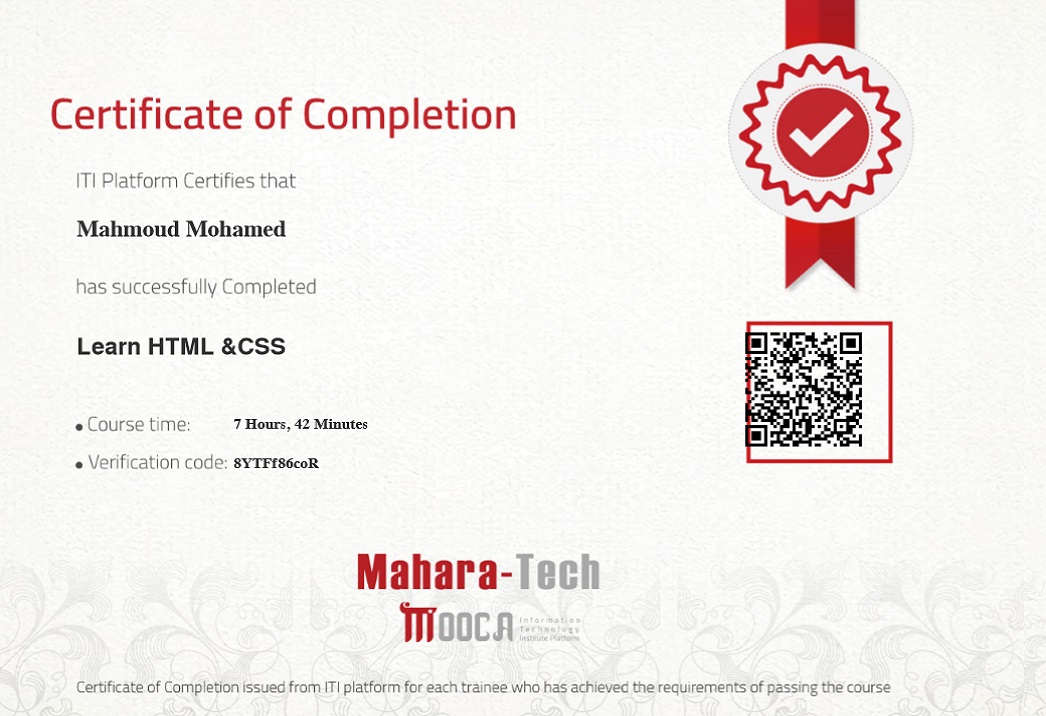 Certificate of Completion
ITI Platform Certifies that
Mahmoud Mohamed
has successfully Completed
Learn HTML &CSS
Course time: 7 Hours, 42 Minutes
Verification code: 8YTFf86coR
Mahara-Tech
MOOCA Information
Technology
Institute Platform
Certificate of Completion issued from ITI platform for each trainee who has achieved the requirements of passing the course